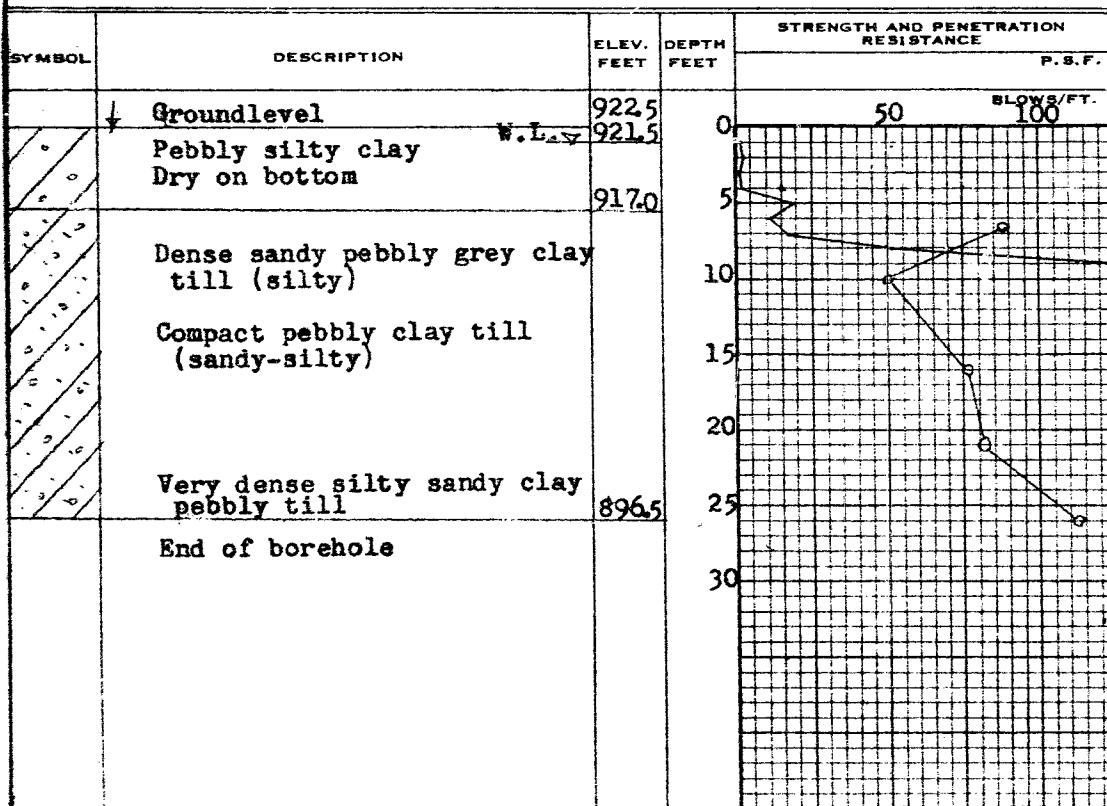 STRENGTH AND PENETRATION
RESISTANCE
SYMBOL DESCRIPTION ELEV. FEET DEPTH FEET
P.S.F.
BLOWS/FT.
Groundlevel 922.5
50 100
0
W.L. 921.5
Pebbly silty clay
Dry on bottom
917.0 5
Dense sandy pebbly grey clay
till (silty)
10
Compact pebbly clay till
(sandy-silty)
15
20
Very dense silty sandy clay
pebbly till 896.5 25
End of borehole
30